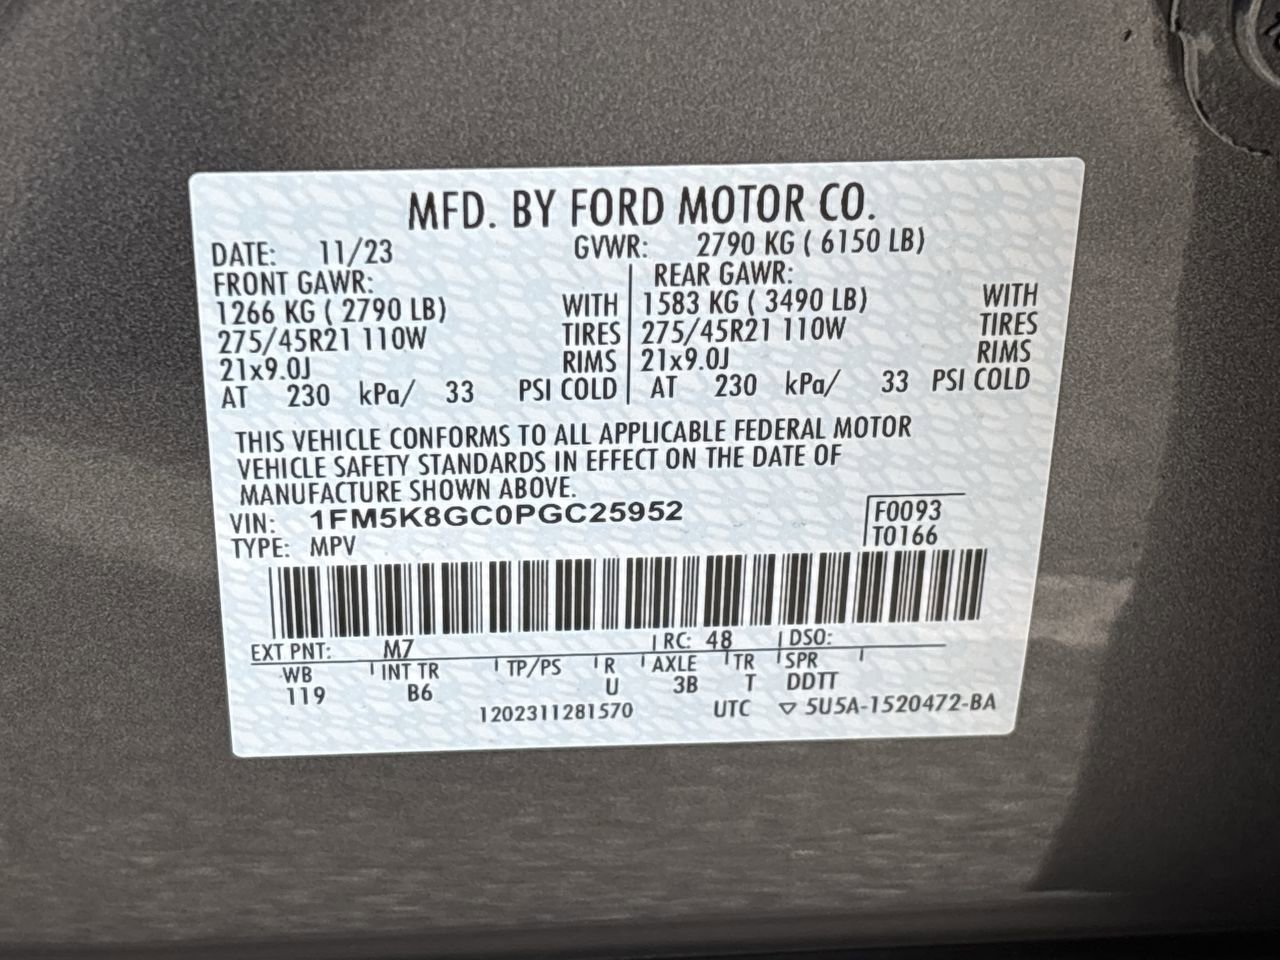 MFD. BY FORD MOTOR CO.
DATE: 11/23 GVWR: 2790 KG ( 6150 LB)
FRONT GAWR: REAR GAWR:
1266 KG ( 2790 LB) WITH 1583 KG ( 3490 LB) WITH
275/45R21 110W TIRES 275/45R21 110W TIRES
21x9.0J RIMS 21x9.0J RIMS
AT 230 kPa/ 33 PSI COLD AT 230 kPa/ 33 PSI COLD
THIS VEHICLE CONFORMS TO ALL APPLICABLE FEDERAL MOTOR
VEHICLE SAFETY STANDARDS IN EFFECT ON THE DATE OF
MANUFACTURE SHOWN ABOVE.
VIN: 1FM5K8GC0PGC25952 F0093
TYPE: MPV T0166
EXT PNT: M7 RC: 48 DSO:
WB INT TR TP/PS R AXLE TR SPR
119 B6 U 3B T DDTT
1202311281570 UTC ▽ 5U5A-1520472-BA